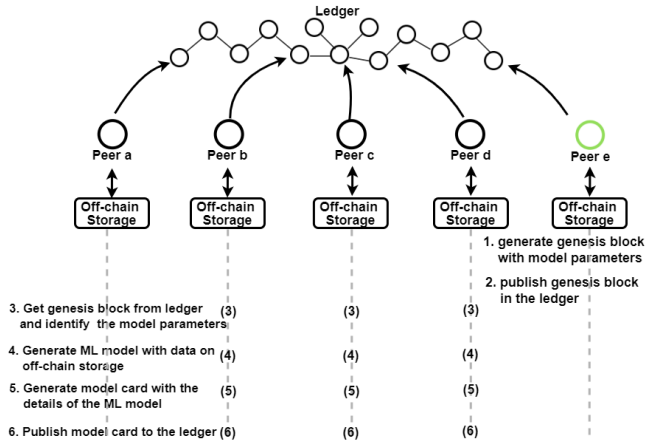 Ledger
Peer a
Peer b
Peer c
Peer d
Peer e
Off-chain
Storage
Off-chain
Storage
Off-chain
Storage
Off-chain
Storage
Off-chain
Storage
1. generate genesis block
with model parameters
2. publish genesis block
in the ledger
3. Get genesis block from ledger
and identify the model parameters
(3)
(3)
(3)
4. Generate ML model with data on
off-chain storage
(4)
(4)
(4)
5. Generate model card with the
details of the ML model
(5)
(5)
(5)
6. Publish model card to the ledger
(6)
(6)
(6)